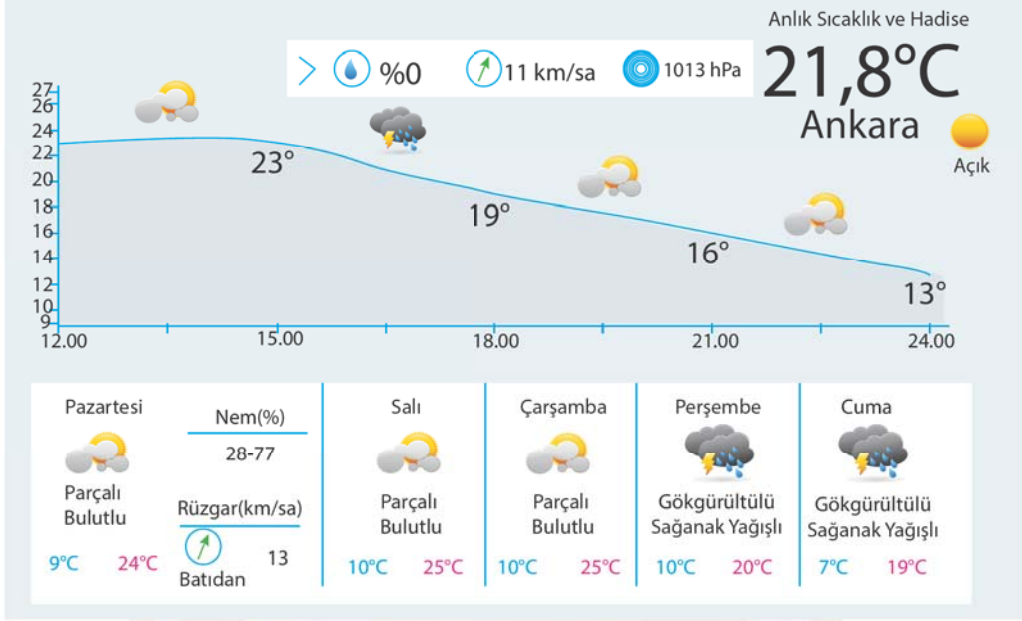 Anlık Sıcaklık ve Hadise
%0
11 km/sa
1013 hPa
21,8°C
Ankara
Açık
27
26
24
22
20
18
16
14
12
10
9
23°
19°
16°
13°
12.00
15.00
18.00
21.00
24.00
Pazartesi
Parçalı
Bulutlu
9°C 24°C
Nem(%)
28-77
Rüzgar(km/sa)
13
Batıdan
Salı
Parçalı
Bulutlu
10°C 25°C
Çarşamba
Parçalı
Bulutlu
10°C 25°C
Perşembe
Gökgürültülü
Sağanak Yağışlı
10°C 20°C
Cuma
Gökgürültülü
Sağanak Yağışlı
7°C 19°C